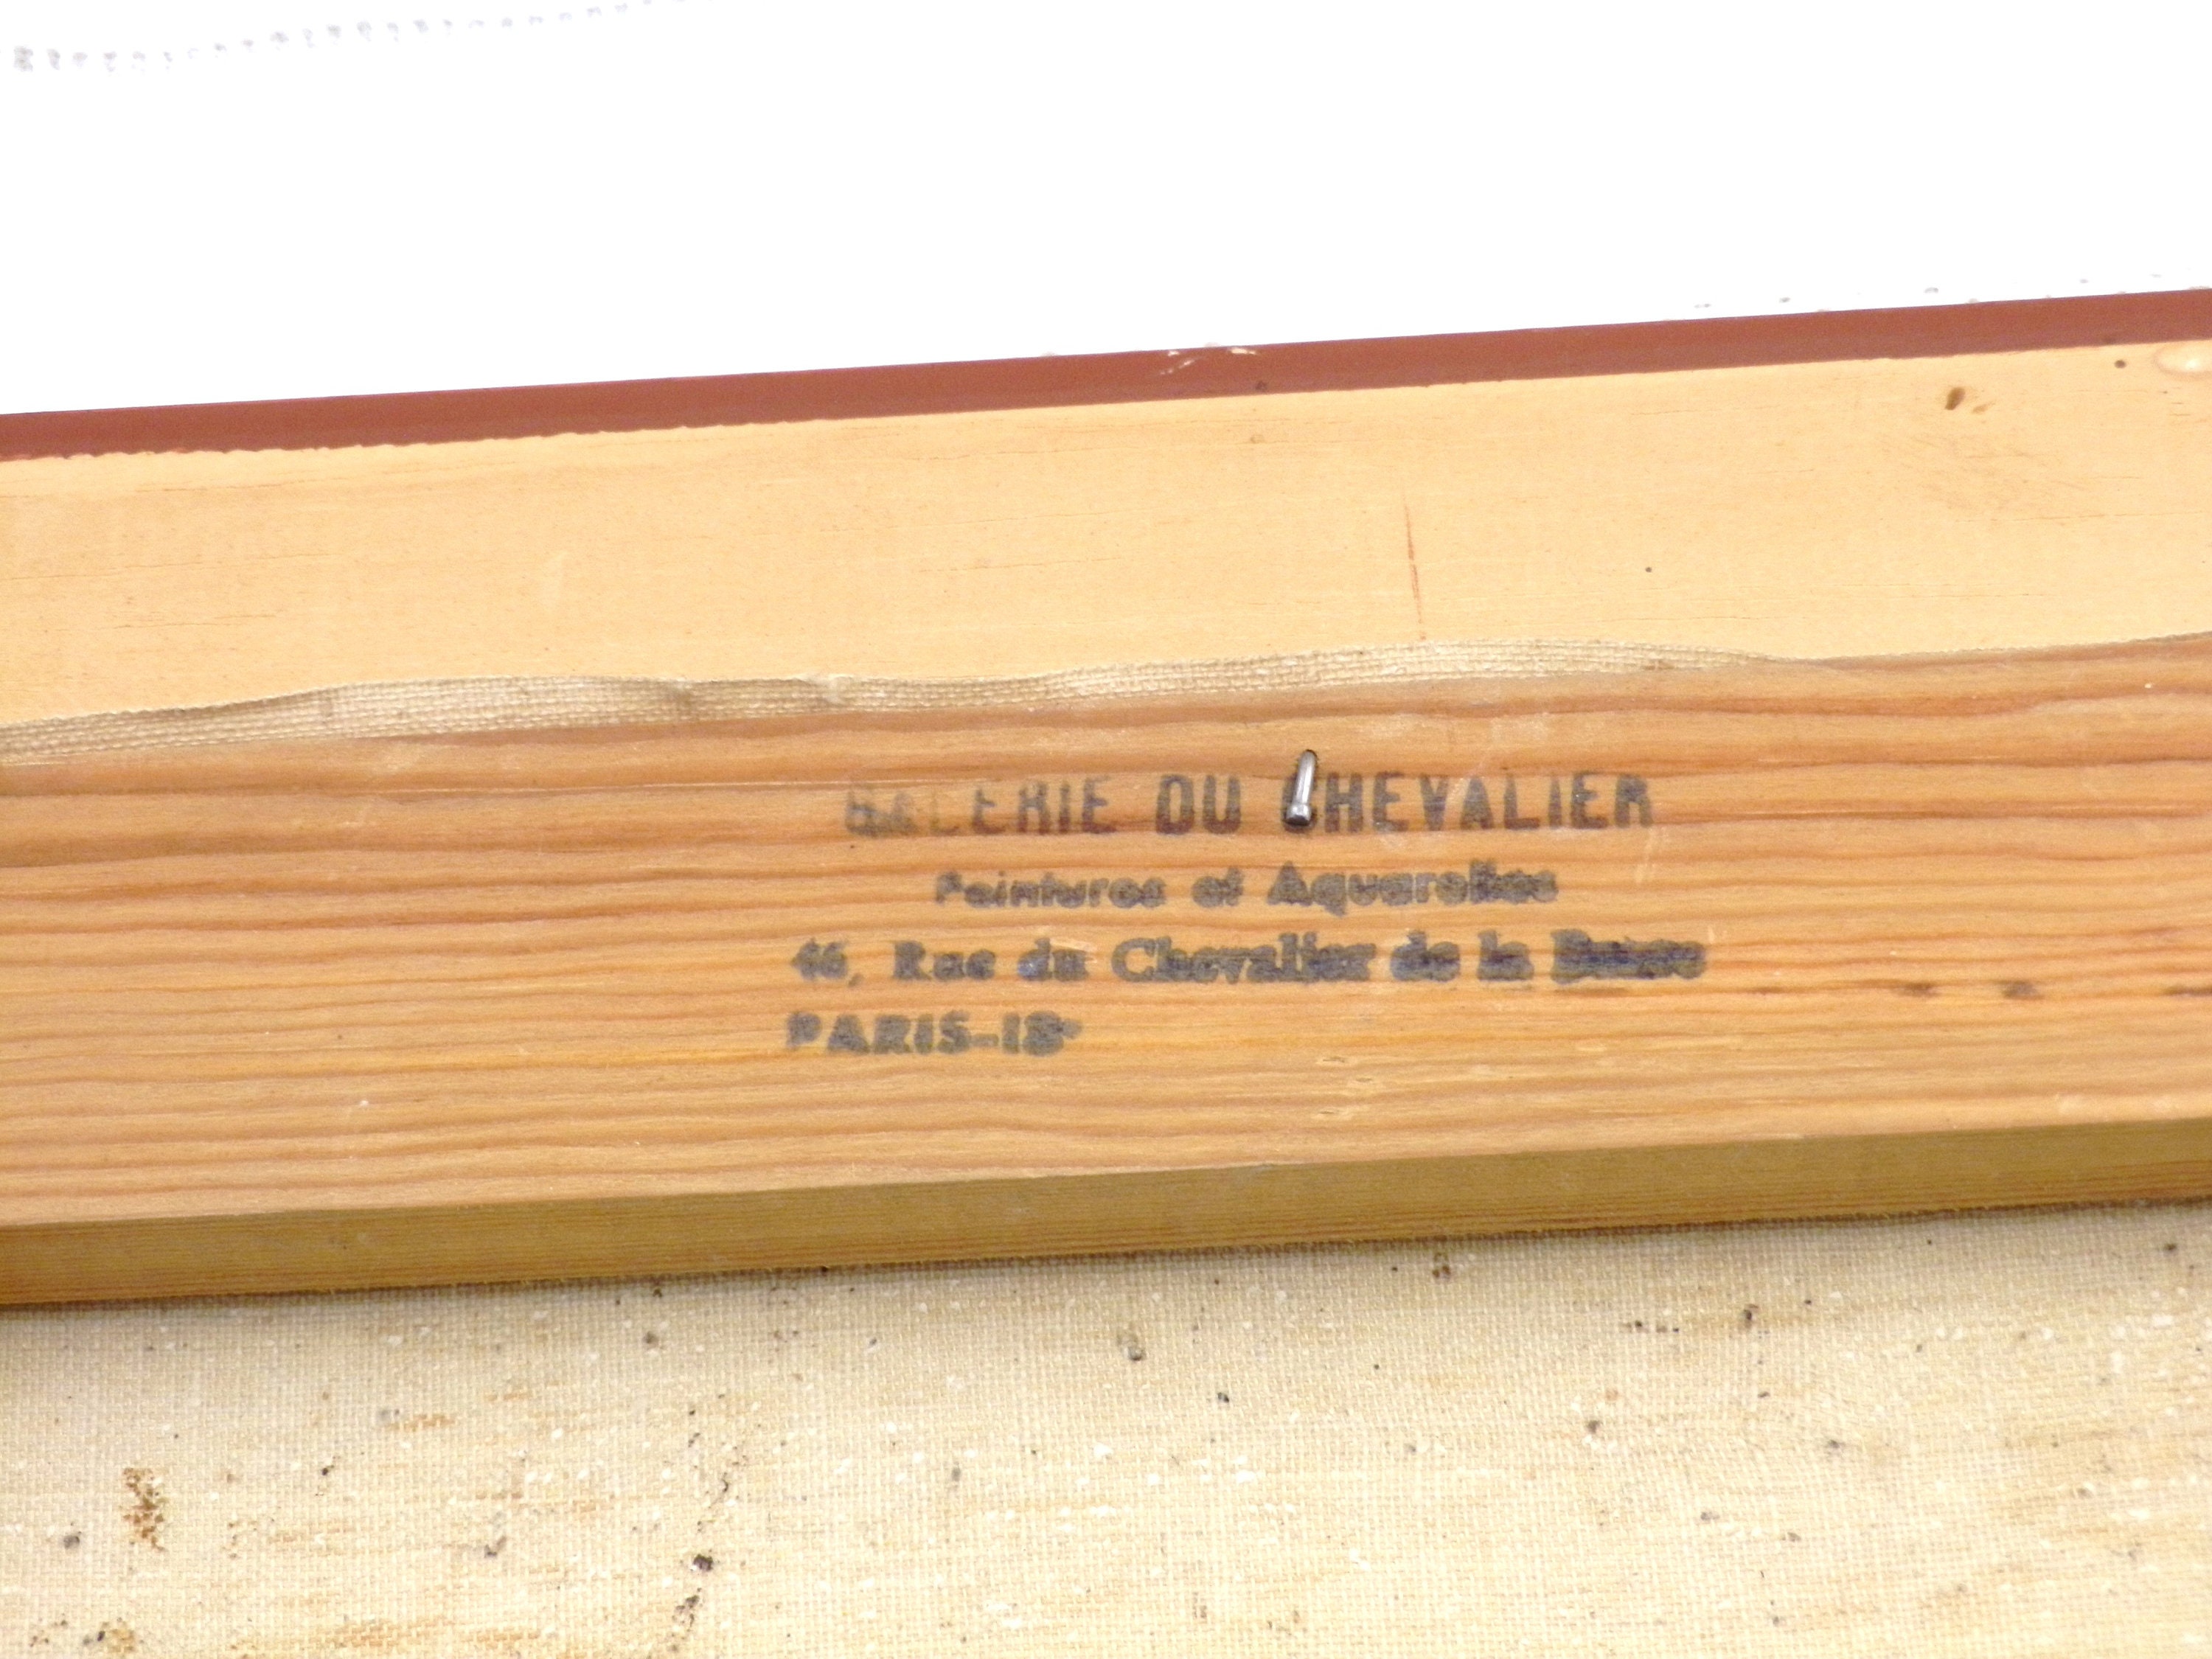 GALERIE DU CHEVALIER
Peintures et Aquarelles
46, Rue du Chevalier de la Barre
PARIS-18e